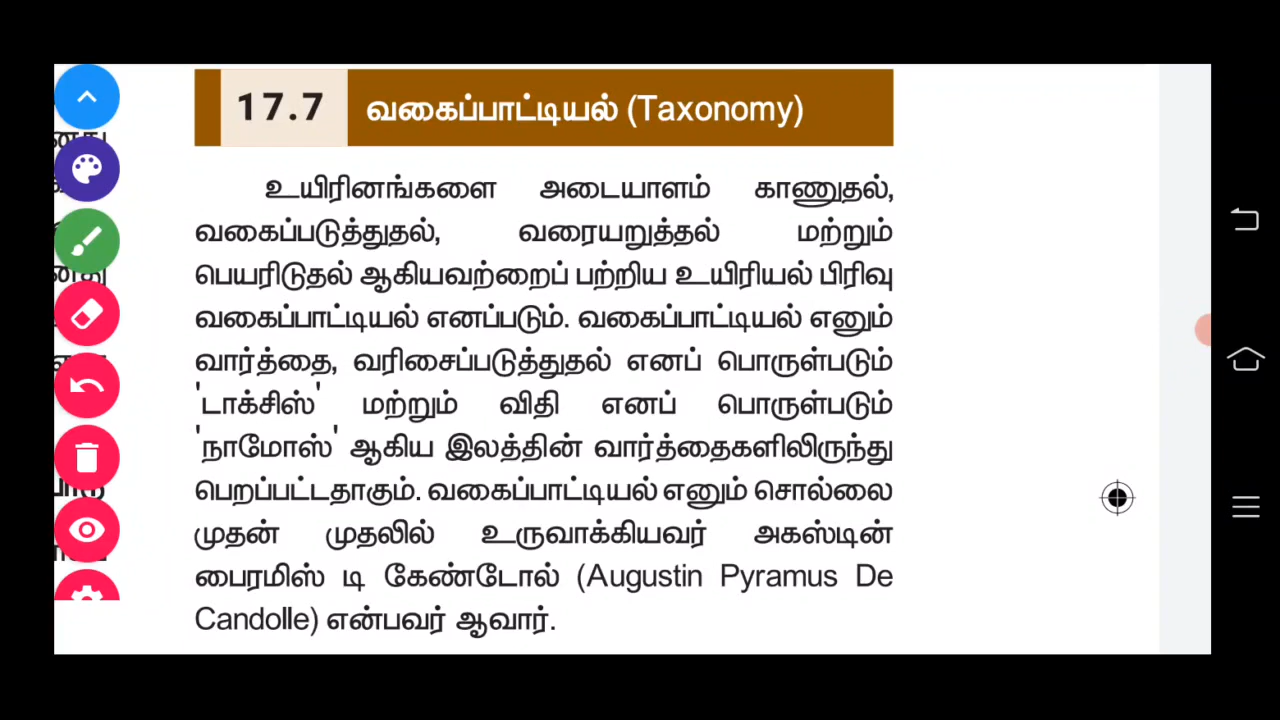 17.7 வகைப்பாட்டியல் (Taxonomy)
உயிரினங்களை அடையாளம் காணுதல்,
வகைப்படுத்துதல், வரையறுத்தல் மற்றும்
பெயரிடுதல் ஆகியவற்றைப் பற்றிய உயிரியல் பிரிவு
வகைப்பாட்டியல் எனப்படும். வகைப்பாட்டியல் எனும்
வார்த்தை, வரிசைப்படுத்துதல் எனப் பொருள்படும்
'டாக்சிஸ்' மற்றும் விதி எனப் பொருள்படும்
'நாமோஸ்' ஆகிய இலத்தின் வார்த்தைகளிலிருந்து
பெறப்பட்டதாகும். வகைப்பாட்டியல் எனும் சொல்லை
முதன் முதலில் உருவாக்கியவர் அகஸ்டின்
பைரமிஸ் டி கேண்டோல் (Augustin Pyramus De
Candolle) என்பவர் ஆவார்.